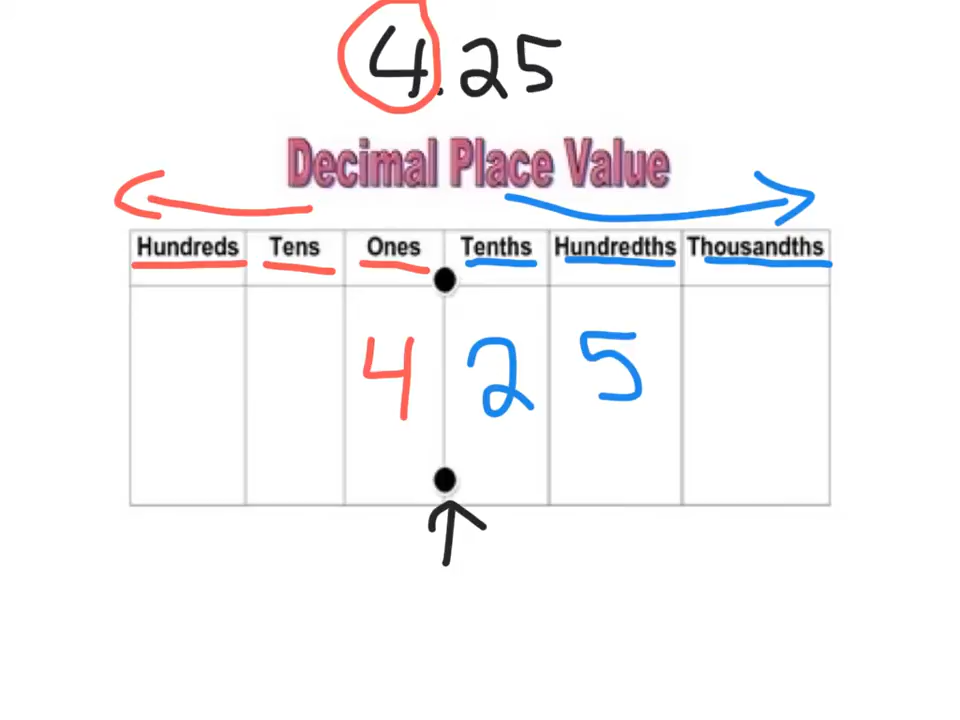 4.25
Decimal Place Value
Hundreds Tens Ones Tenths Hundredths Thousandths
4 2 5